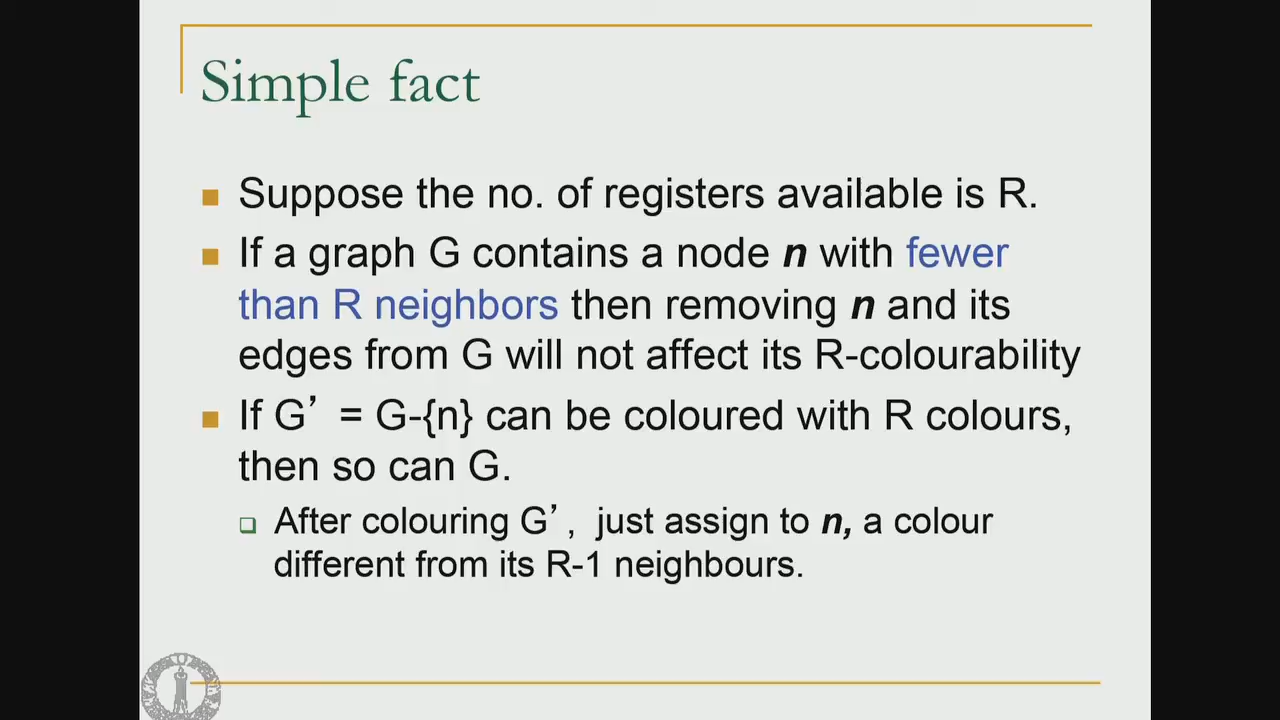 Simple fact
Suppose the no. of registers available is R.
If a graph G contains a node n with fewer
than R neighbors then removing n and its
edges from G will not affect its R-colourability
If G’ = G-{n} can be coloured with R colours,
then so can G.
After colouring G’, just assign to n, a colour
different from its R-1 neighbours.